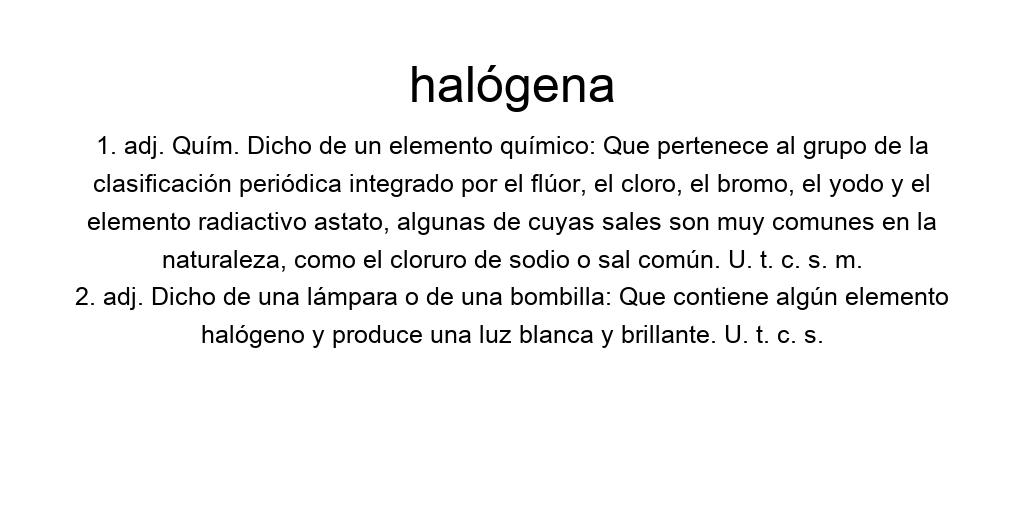 halógena
1. adj. Quím. Dicho de un elemento químico: Que pertenece al grupo de la
clasificación periódica integrado por el flúor, el cloro, el bromo, el yodo y el
elemento radiactivo astato, algunas de cuyas sales son muy comunes en la
naturaleza, como el cloruro de sodio o sal común. U. t. c. s. m.
2. adj. Dicho de una lámpara o de una bombilla: Que contiene algún elemento
halógeno y produce una luz blanca y brillante. U. t. c. s.